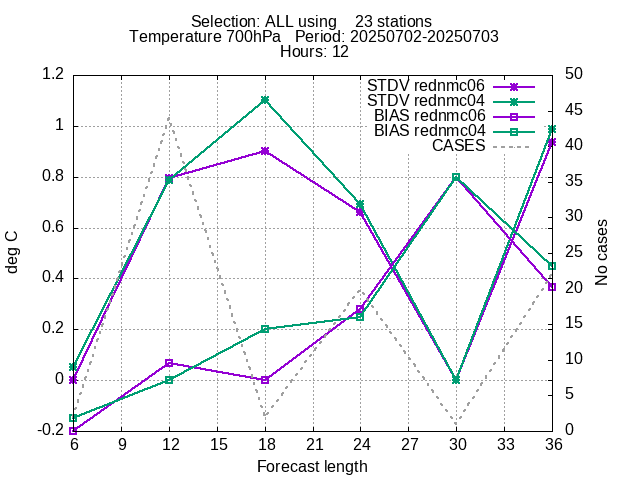 Selection: ALL using    23 stations
Temperature 700hPa   Period: 20250702-20250703
Hours: 12
STDV rednmc06
STDV rednmc04
BIAS rednmc06
BIAS rednmc04
CASES
1.2
1
0.8
0.6
0.4
0.2
0
-0.2
deg C
50
45
40
35
30
25
20
15
10
5
0
No cases
6 9 12 15 18 21 24 27 30 33 36
Forecast length